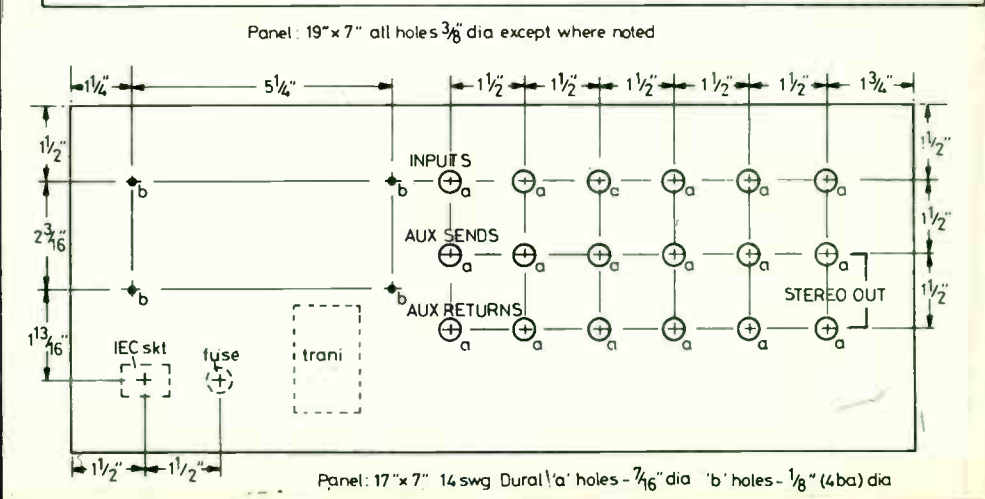 Panel: 19"x 7" all holes 3/8" dia except where noted
1 1/4" 5 1/4" 1 1/2" 1 1/2" 1 1/2" 1 1/2" 1 1/2" 1 3/4"
1 1/2" 1 1/2"
INPUTS
b b a a c a a a
2 3/16" 1 1/2"
AUX SENDS
a a a a a a
b b STEREO OUT 1 1/2"
AUX RETURNS
a a a a a a
1 13/16" IEC skt fuse trani
1 1/2" 1 1/2"
Panel: 17"x 7" 14 swg Dural 'a' holes - 7/16" dia 'b' holes - 1/8" (4ba) dia